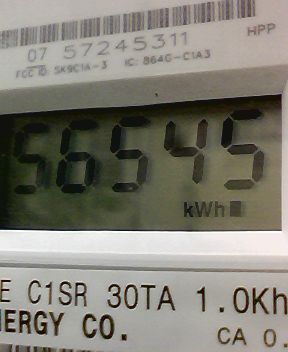 HPP
07 57245311
FCC ID: SK9C1A-3 IC: 864G-C1A3
56545
kWh
E C1SR 30TA 1.0Kh
NERGY CO.
CA 0.